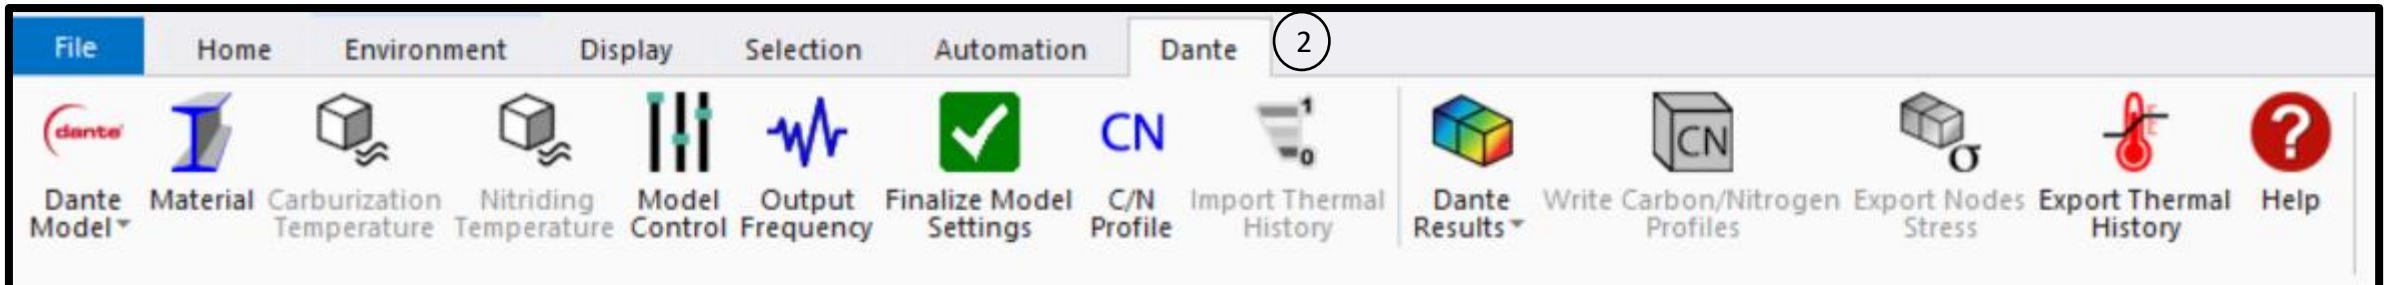 File Home Environment Display Selection Automation Dante 2
dante
CN
1
0
CN
σ
Dante Material Carburization Nitriding Model Output Finalize Model C/N Import Thermal Dante Write Carbon/Nitrogen Export Nodes Export Thermal Help
Model Temperature Temperature Control Frequency Settings Profile History Results Profiles Stress History